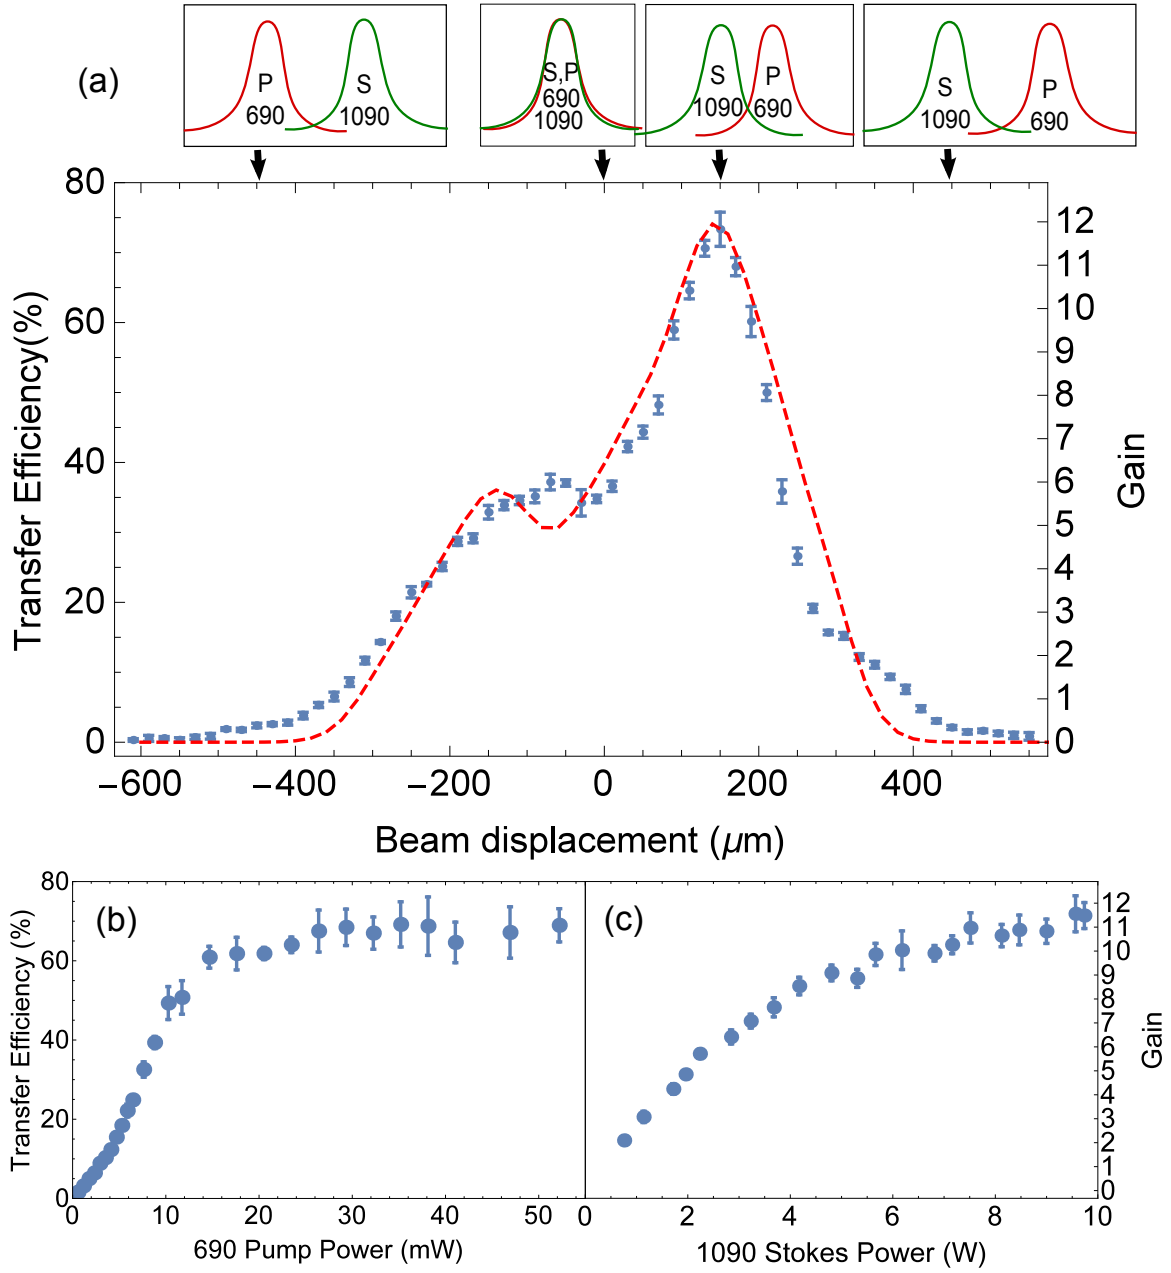 (a)
P
690
S
1090
S,P
690
1090
S
1090
P
690
S
1090
P
690
80
60
40
20
0
Transfer Efficiency(%)
12
11
10
9
8
7
6
5
4
3
2
1
0
Gain
−600 −400 −200 0 200 400
Beam displacement (μm)
(b)
80
60
40
20
0
Transfer Efficiency (%)
0 10 20 30 40 50
690 Pump Power (mW)
(c)
12
11
10
9
8
7
6
5
4
3
2
1
0
Gain
0 2 4 6 8 10
1090 Stokes Power (W)